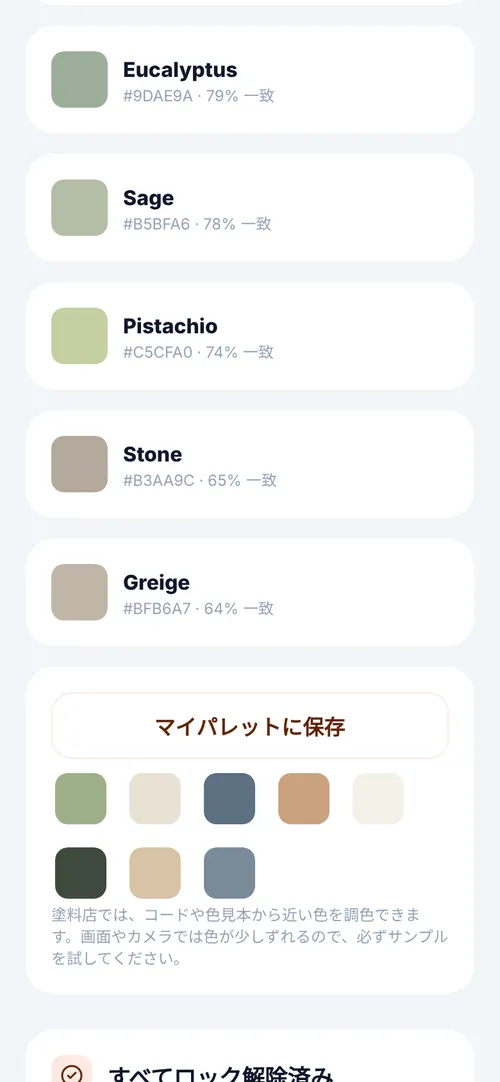 Eucalyptus
#9DAE9A · 79% 一致
Sage
#B5BFA6 · 78% 一致
Pistachio
#C5CFA0 · 74% 一致
Stone
#B3AA9C · 65% 一致
Greige
#BFB6A7 · 64% 一致
マイパレットに保存
塗料店では、コードや色見本から近い色を調色できま
す。画面やカメラでは色が少しずれるので、必ずサンプル
を試してください。
すべてロック解除済み